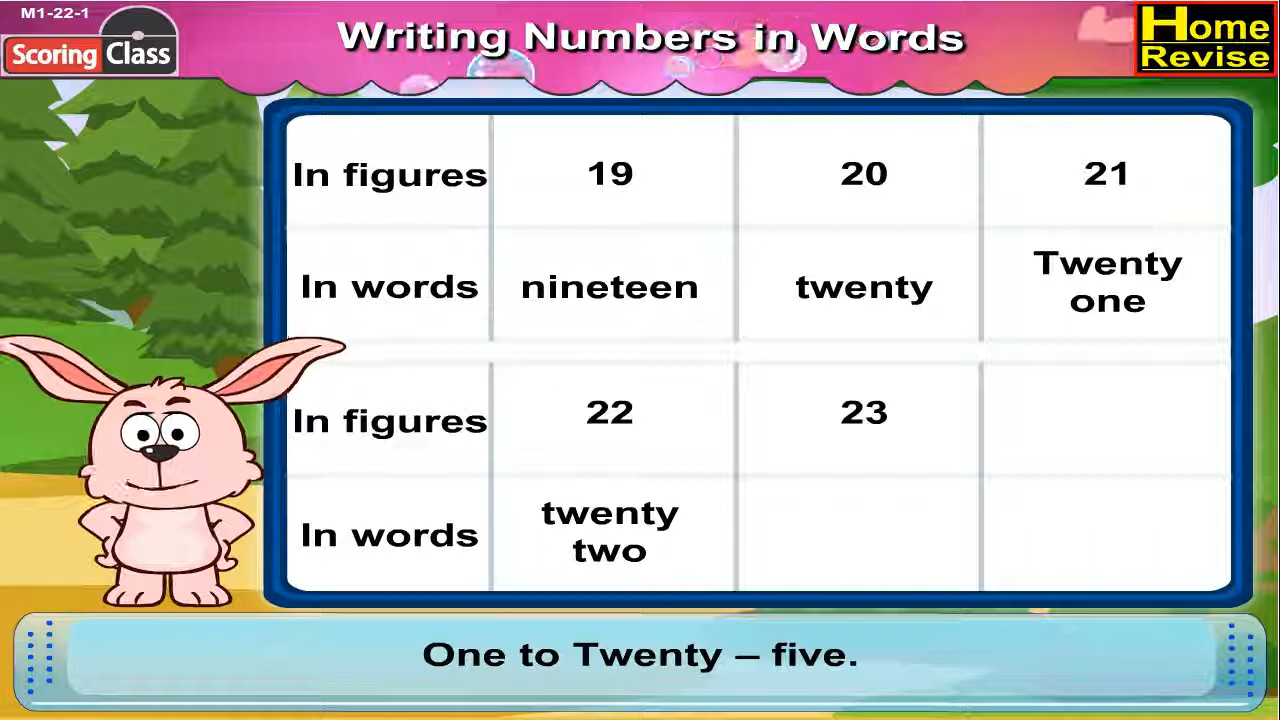 M1-22-1
Scoring Class
Writing Numbers in Words
Home
Revise
In figures 19 20 21
In words nineteen twenty Twenty one
In figures 22 23
In words twenty two
One to Twenty – five.